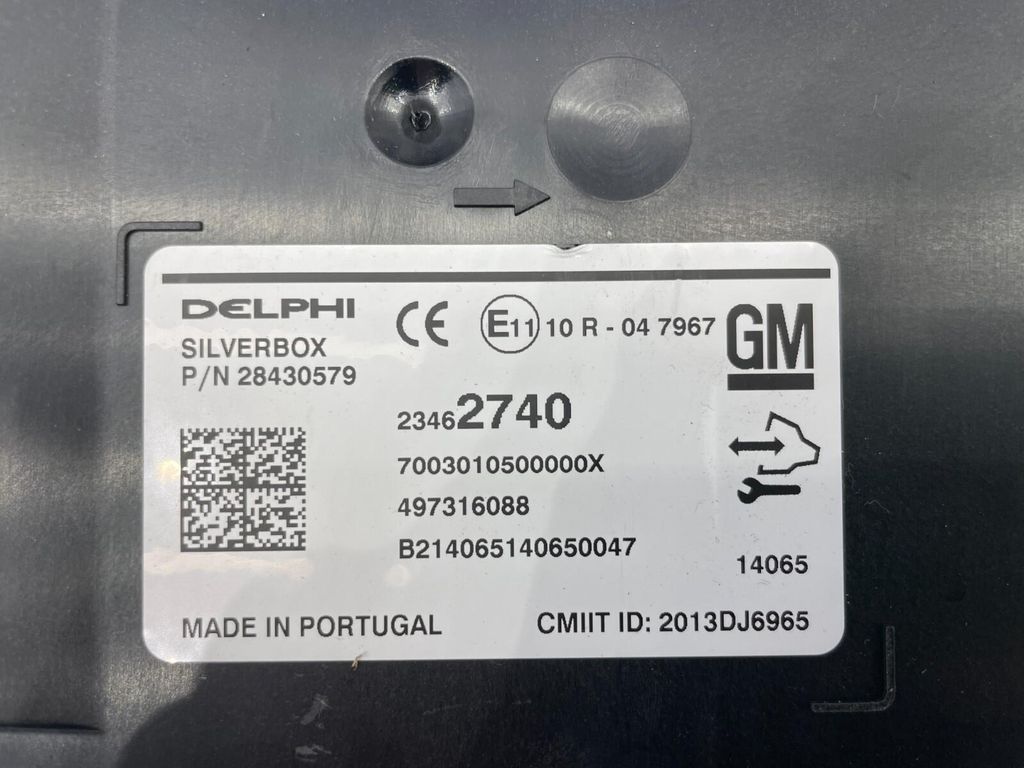 DELPHI
SILVERBOX
P/N 28430579
CE
E11 10 R - 04 7967
GM
23462740
7003010500000X
497316088
B214065140650047
14065
MADE IN PORTUGAL
CMIIT ID: 2013DJ6965